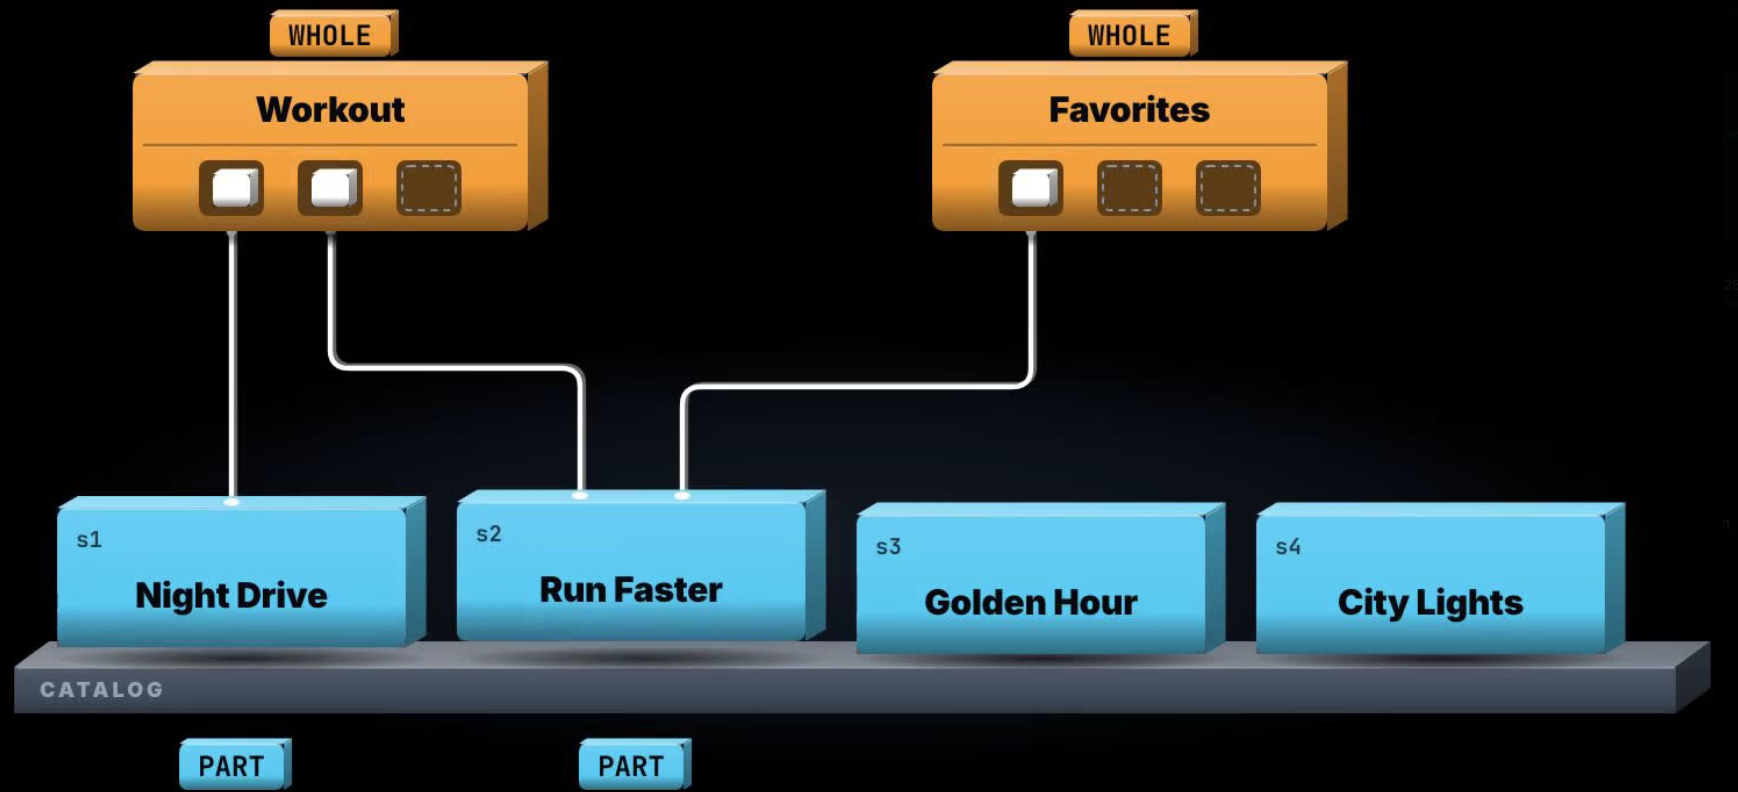 WHOLE
WHOLE
Workout
Favorites
s1
s2
s3
s4
Night Drive
Run Faster
Golden Hour
City Lights
CATALOG
PART
PART